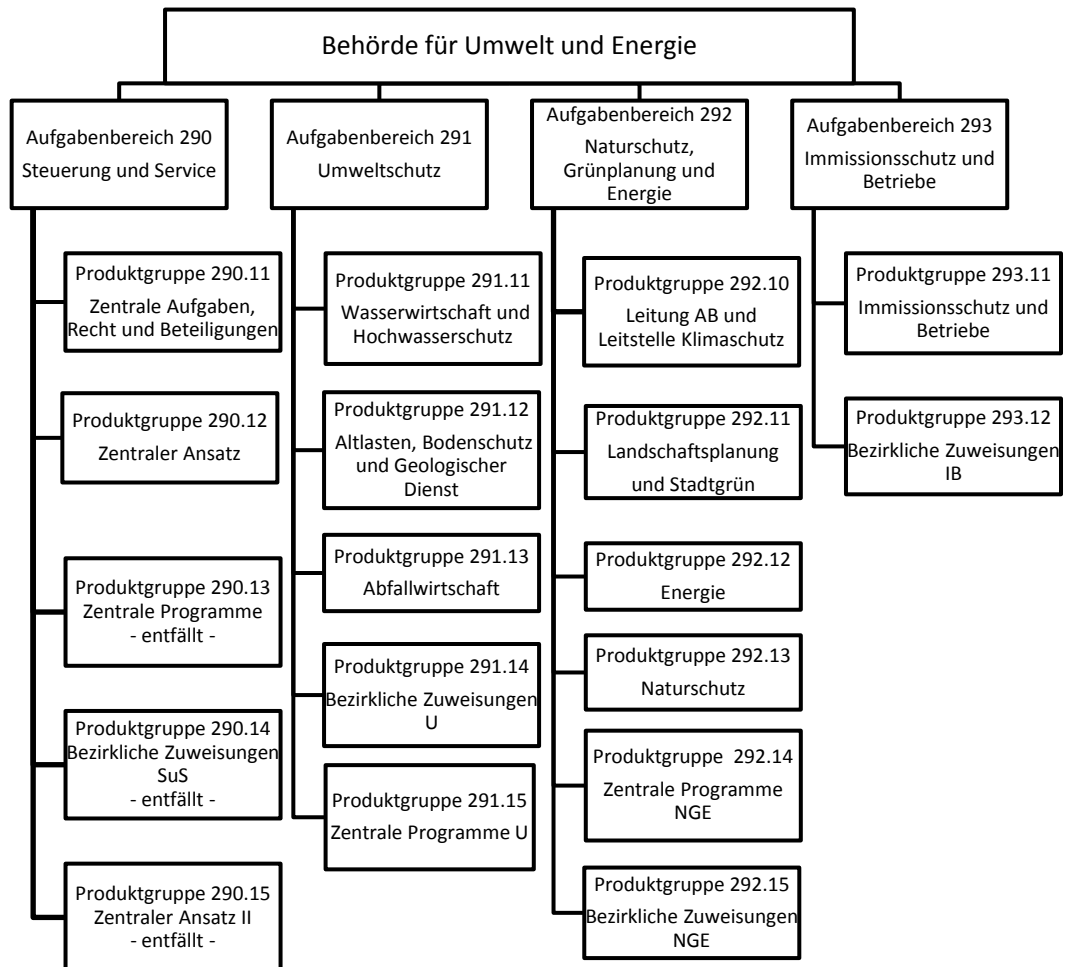 Behörde für Umwelt und Energie
Aufgabenbereich 290
Steuerung und Service
Produktgruppe 290.11
Zentrale Aufgaben,
Recht und Beteiligungen
Produktgruppe 290.12
Zentraler Ansatz
Produktgruppe 290.13
Zentrale Programme
- entfällt -
Produktgruppe 290.14
Bezirkliche Zuweisungen
SuS
- entfällt -
Produktgruppe 290.15
Zentraler Ansatz II
- entfällt -
Aufgabenbereich 291
Umweltschutz
Produktgruppe 291.11
Wasserwirtschaft und
Hochwasserschutz
Produktgruppe 291.12
Altlasten, Bodenschutz
und Geologischer
Dienst
Produktgruppe 291.13
Abfallwirtschaft
Produktgruppe 291.14
Bezirkliche Zuweisungen
U
Produktgruppe 291.15
Zentrale Programme U
Aufgabenbereich 292
Naturschutz,
Grünplanung und
Energie
Produktgruppe 292.10
Leitung AB und
Leitstelle Klimaschutz
Produktgruppe 292.11
Landschaftsplanung
und Stadtgrün
Produktgruppe 292.12
Energie
Produktgruppe 292.13
Naturschutz
Produktgruppe 292.14
Zentrale Programme
NGE
Produktgruppe 292.15
Bezirkliche Zuweisungen
NGE
Aufgabenbereich 293
Immissionsschutz und
Betriebe
Produktgruppe 293.11
Immissionsschutz und
Betriebe
Produktgruppe 293.12
Bezirkliche Zuweisungen
IB